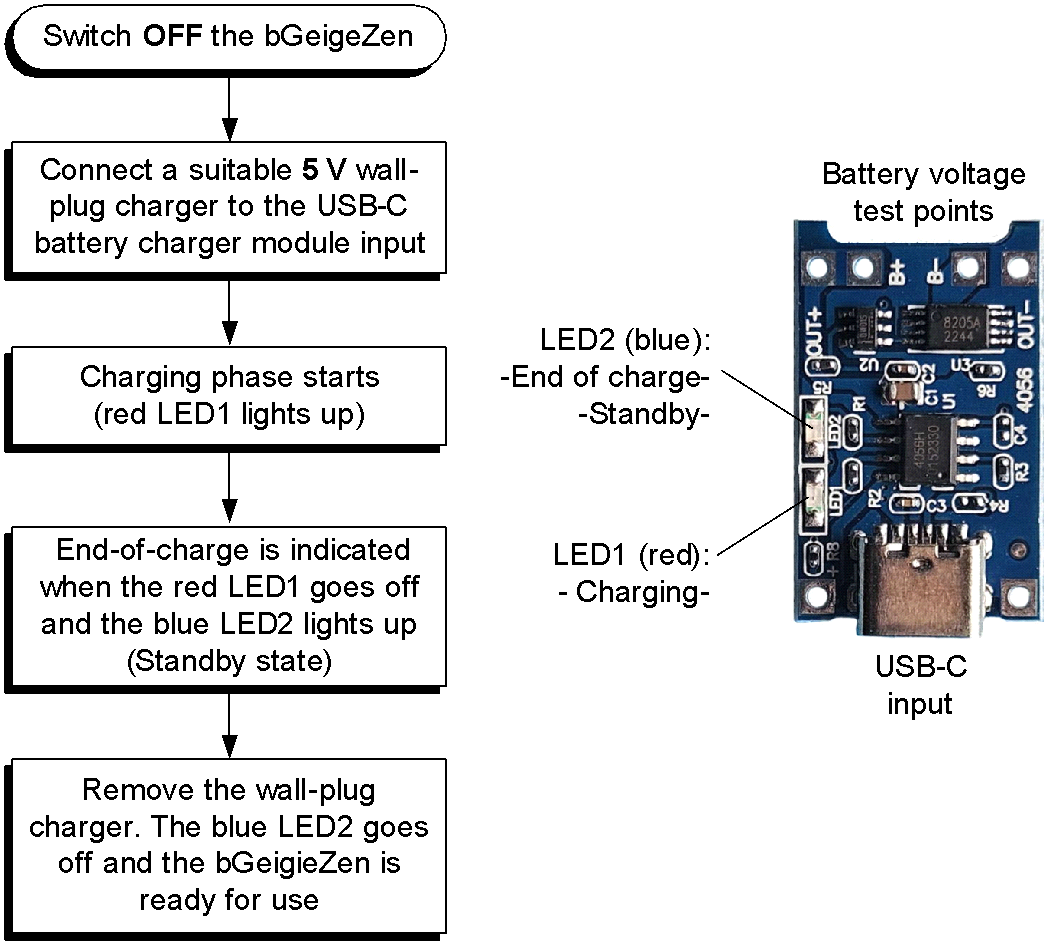 Switch OFF the bGeigeZen
Connect a suitable 5 V wall-
plug charger to the USB-C
battery charger module input
Charging phase starts
(red LED1 lights up)
End-of-charge is indicated
when the red LED1 goes off
and the blue LED2 lights up
(Standby state)
Remove the wall-plug
charger. The blue LED2 goes
off and the bGeigieZen is
ready for use
Battery voltage
test points
LED2 (blue):
-End of charge-
-Standby-
LED1 (red):
- Charging-
USB-C
input
B+
B-
OUT+
OUT-
8205A
2244
U2
U3
C2
R5
R6
C1
U1
4056
LED2
R1
4056H
152330
C4
LED1
R2
R3
C3
R4
+ R8